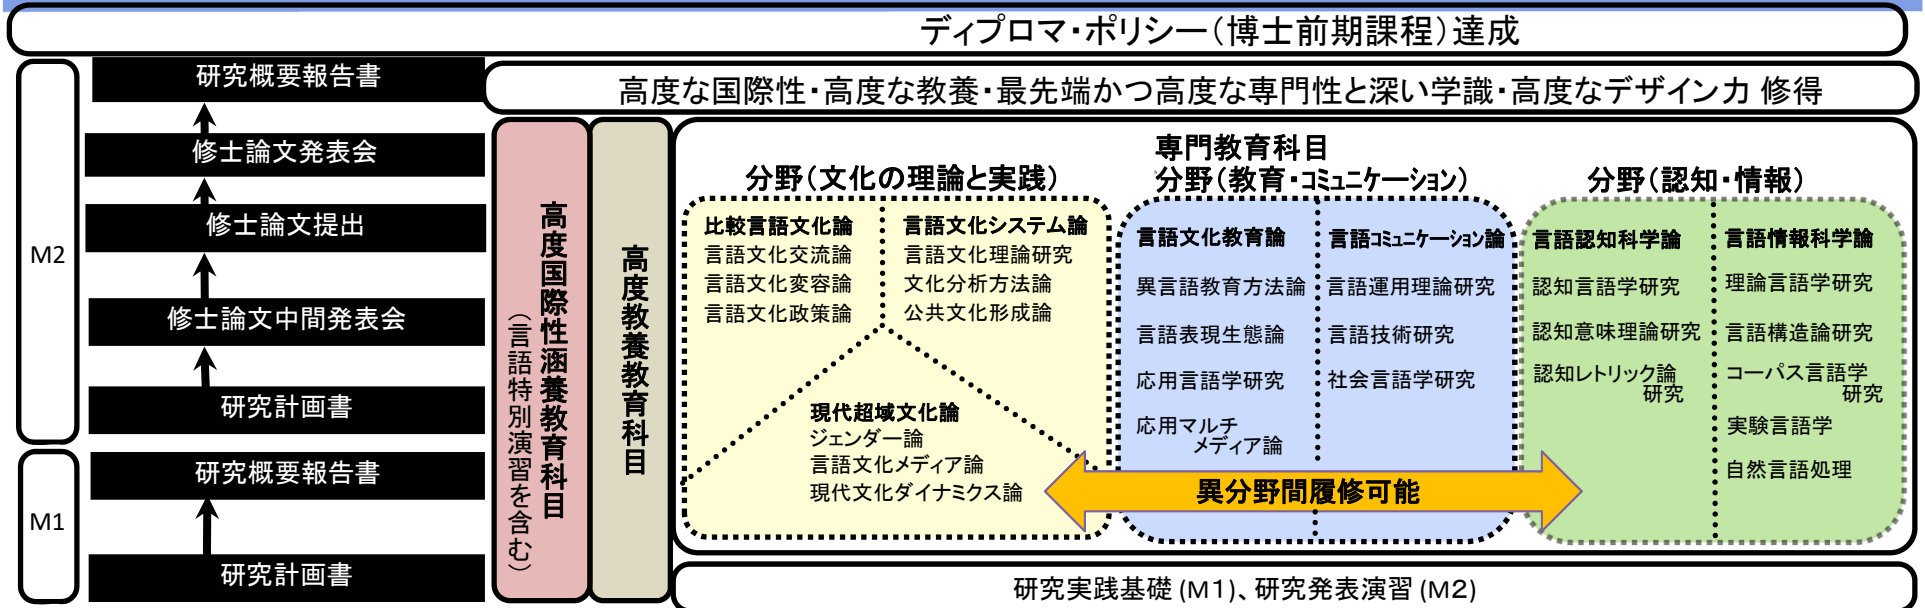 ディプロマ・ポリシー(博士前期課程)達成
M2
研究概要報告書
修士論文発表会
修士論文提出
修士論文中間発表会
研究計画書
M1
研究概要報告書
研究計画書
高度な国際性・高度な教養・最先端かつ高度な専門性と深い学識・高度なデザイン力 修得
高度国際性涵養教育科目
(言語特別演習を含む)
高度教養教育科目
専門教育科目
分野(文化の理論と実践)
比較言語文化論
言語文化交流論
言語文化変容論
言語文化政策論
言語文化システム論
言語文化理論研究
文化分析方法論
公共文化形成論
現代超域文化論
ジェンダー論
言語文化メディア論
現代文化ダイナミクス論
分野(教育・コミュニケーション)
言語文化教育論
異言語教育方法論
言語表現生態論
応用言語学研究
応用マルチ
メディア論
言語コミュニケーション論
言語運用理論研究
言語技術研究
社会言語学研究
分野(認知・情報)
言語認知科学論
認知言語学研究
認知意味理論研究
認知レトリック論
研究
言語情報科学論
理論言語学研究
言語構造論研究
コーパス言語学
研究
実験言語学
自然言語処理
異分野間履修可能
研究実践基礎 (M1)、研究発表演習 (M2)